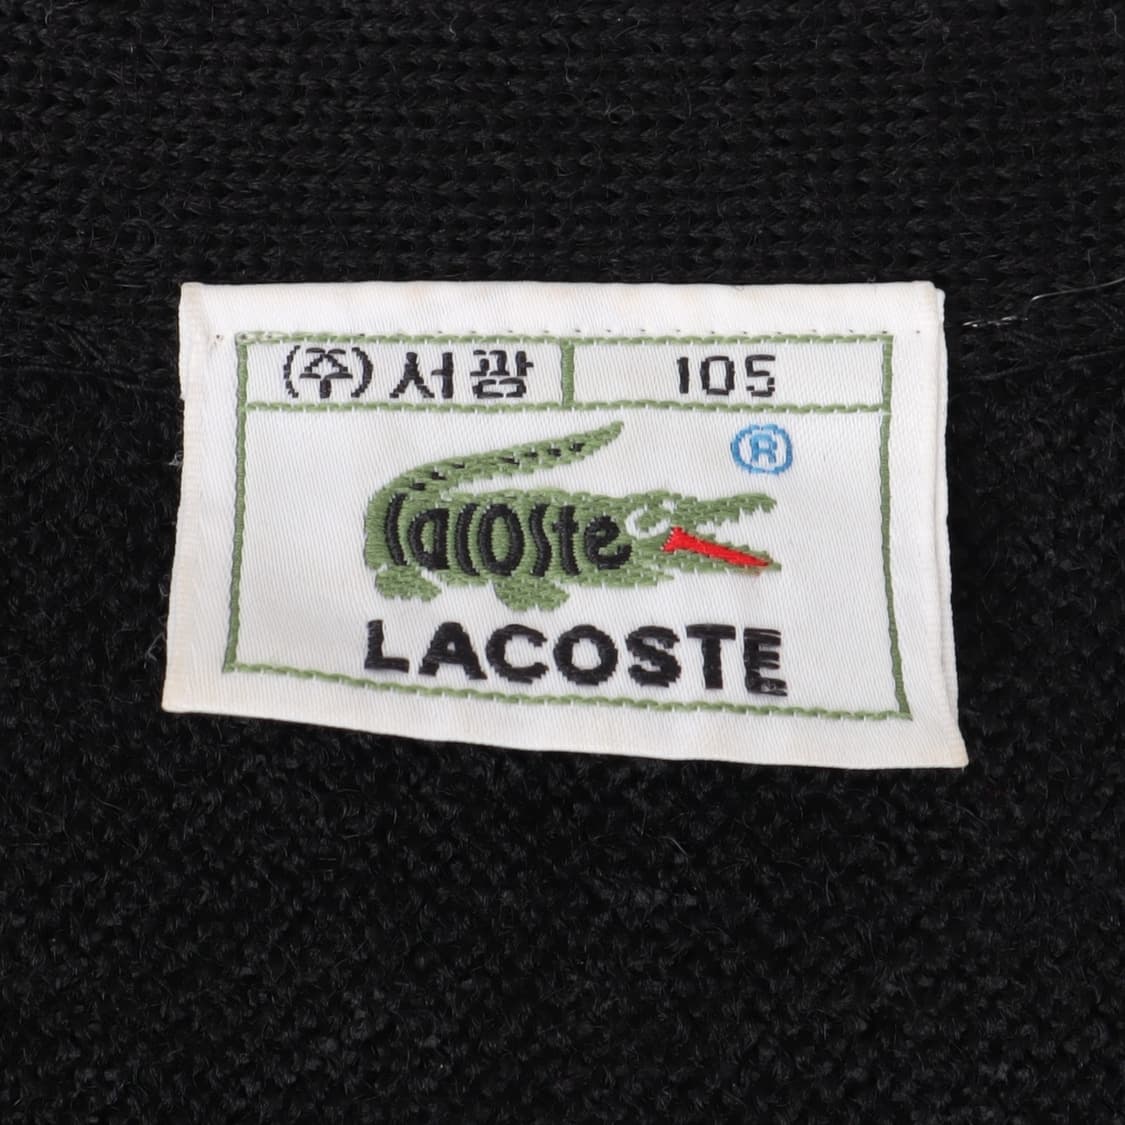 (주)서광 105
®
lacoste
LACOSTE